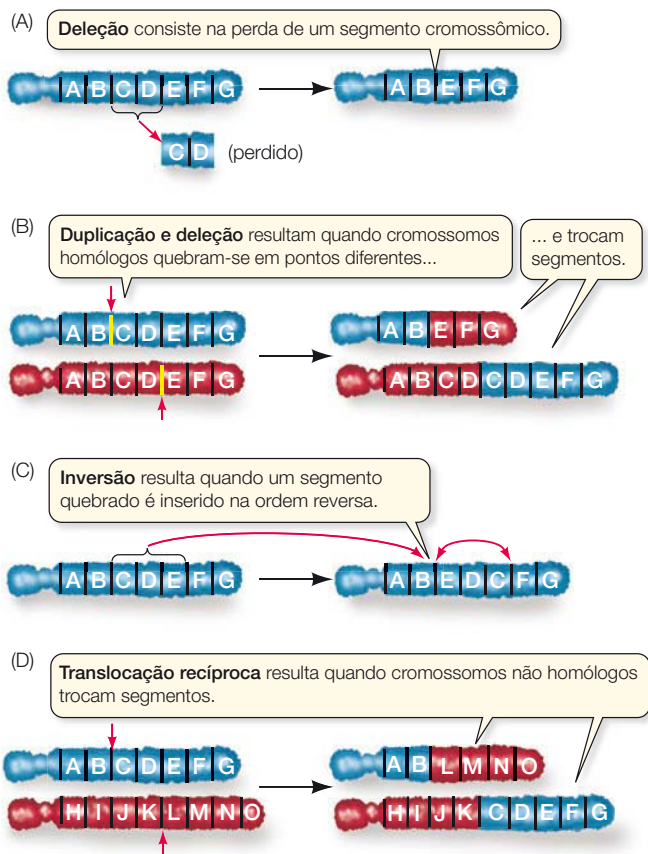 (A)
Deleção consiste na perda de um segmento cromossômico.
A B C D E F G
A B E F G
C D (perdido)
(B)
Duplicação e deleção resultam quando cromossomos
homólogos quebram-se em pontos diferentes...
... e trocam
segmentos.
A B C D E F G
A B E F G
A B C D E F G
A B C D C D E F G
(C)
Inversão resulta quando um segmento
quebrado é inserido na ordem reversa.
A B C D E F G
A B E D C F G
(D)
Translocação recíproca resulta quando cromossomos não homólogos
trocam segmentos.
A B C D E F G
A B L M N O
H I J K L M N O
H I J K C D E F G